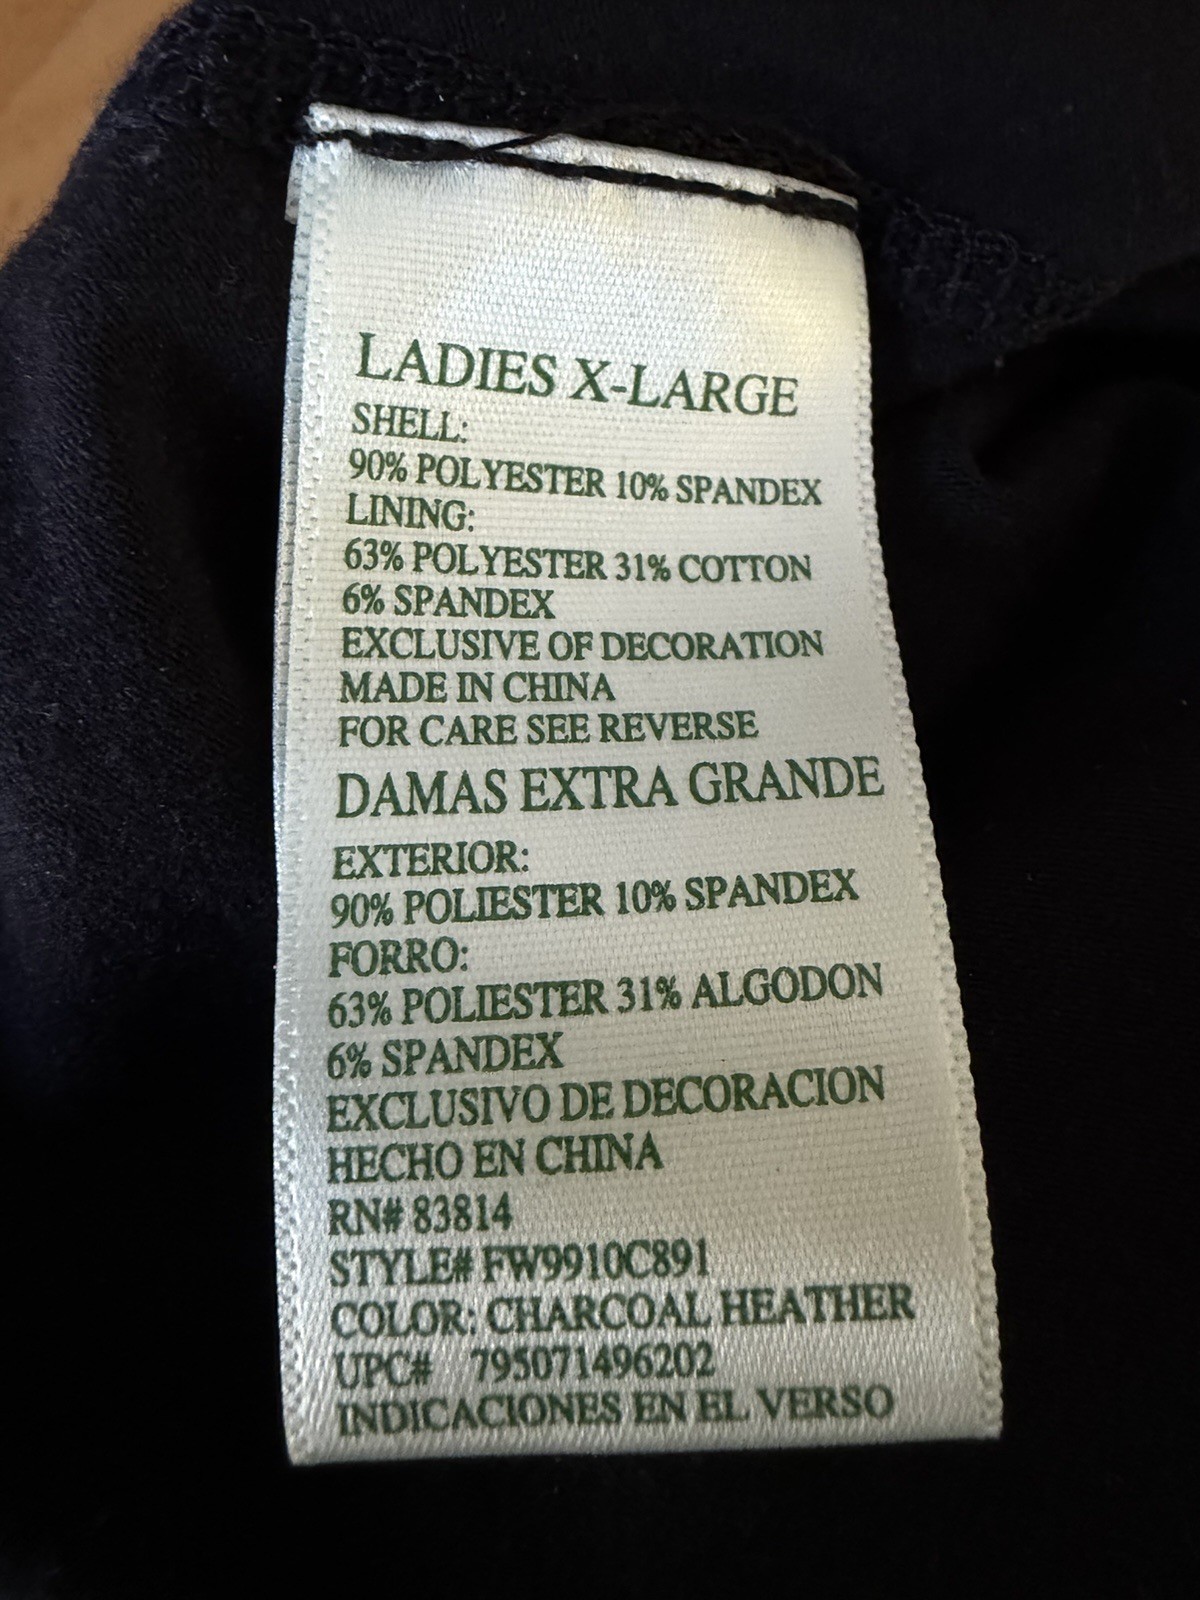 LADIES X-LARGE
SHELL:
90% POLYESTER 10% SPANDEX
LINING:
63% POLYESTER 31% COTTON
6% SPANDEX
EXCLUSIVE OF DECORATION
MADE IN CHINA
FOR CARE SEE REVERSE
DAMAS EXTRA GRANDE
EXTERIOR:
90% POLIESTER 10% SPANDEX
FORRO:
63% POLIESTER 31% ALGODON
6% SPANDEX
EXCLUSIVO DE DECORACION
HECHO EN CHINA
RN# 83814
STYLE# FW9910C891
COLOR: CHARCOAL HEATHER
UPC# 795071496202
INDICACIONES EN EL VERSO